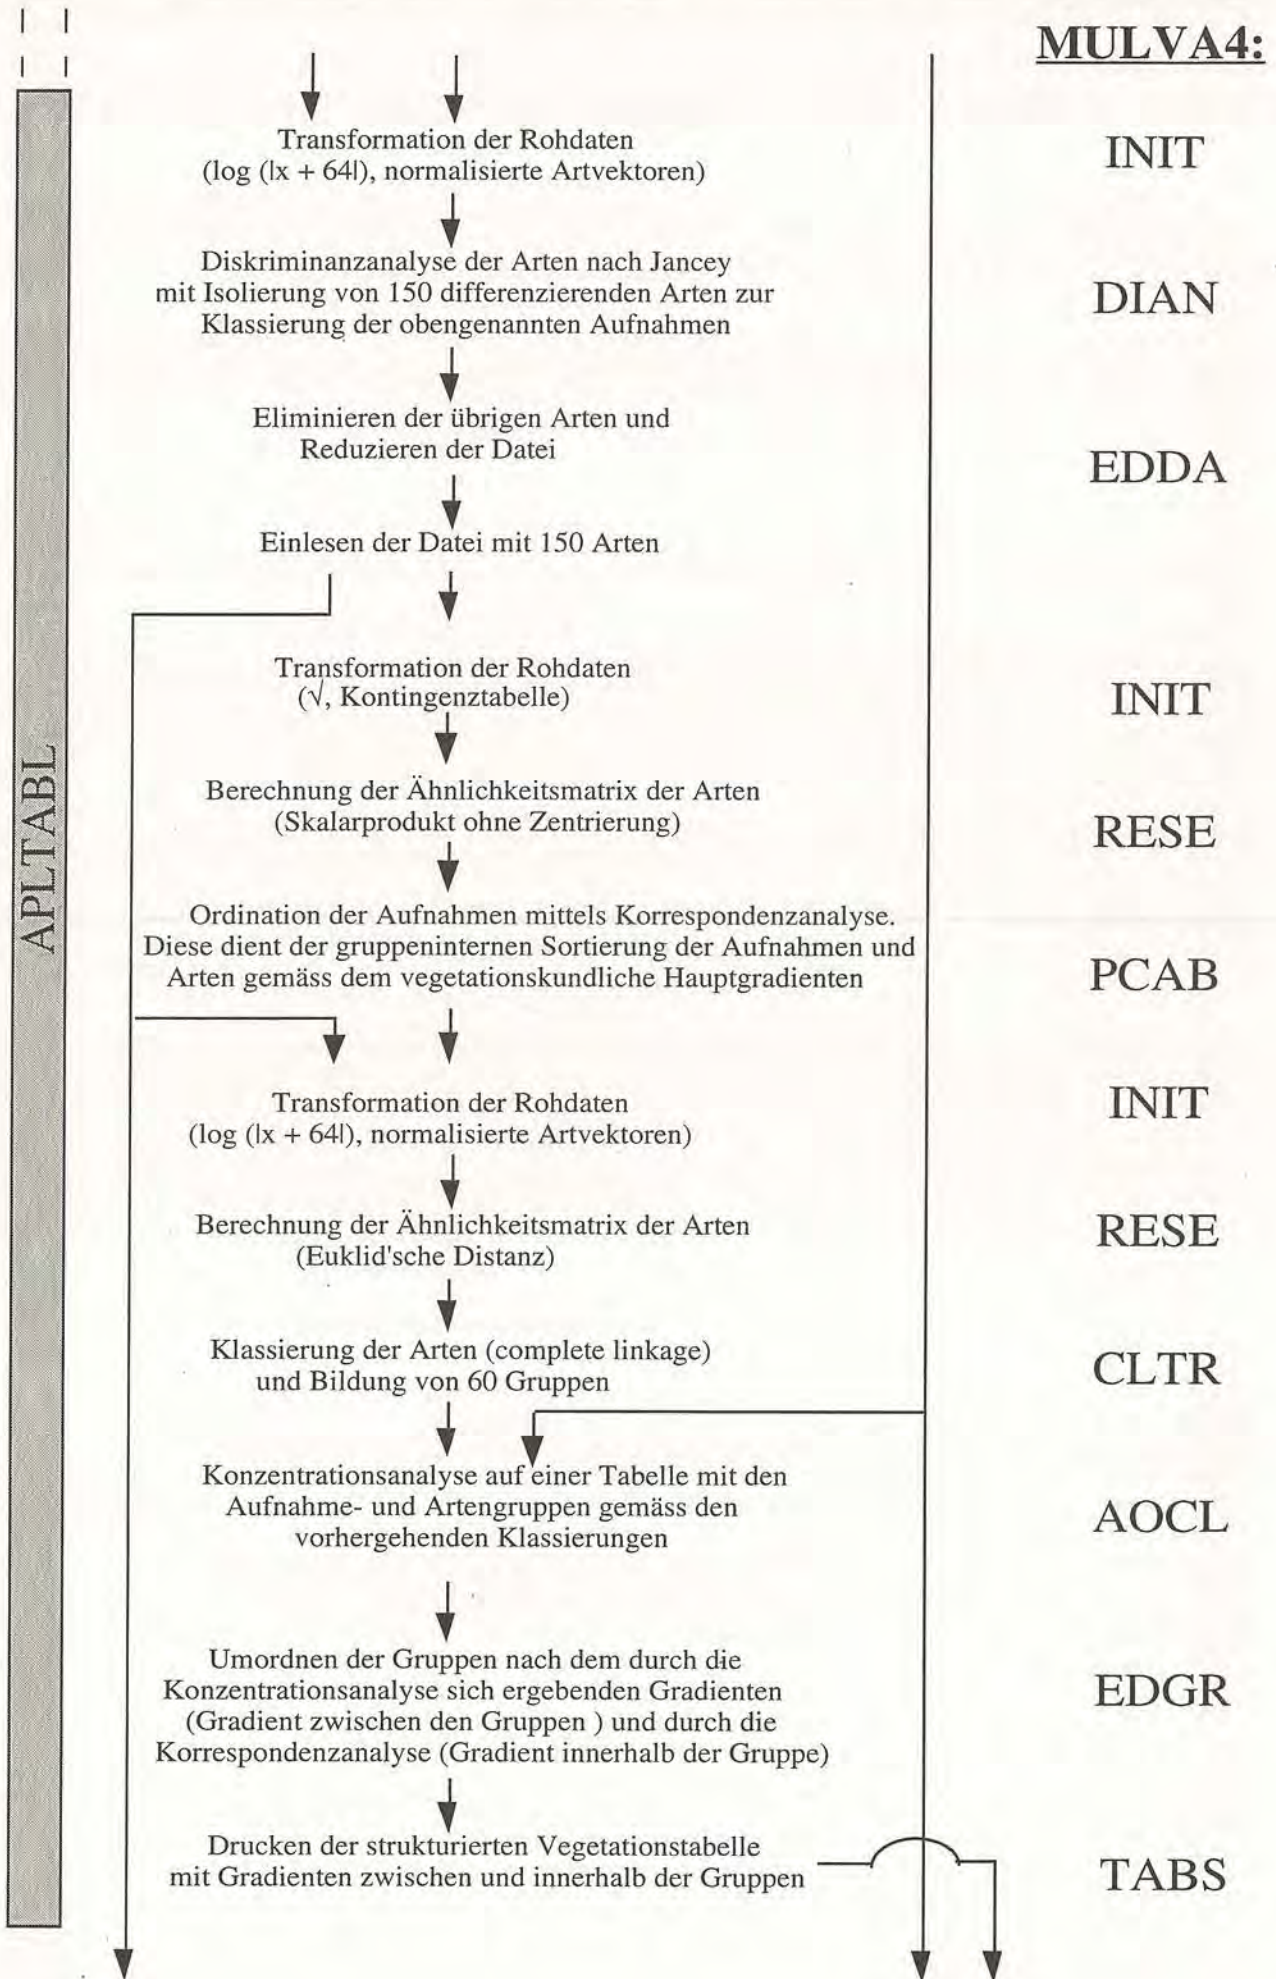 MULVA4:
Transformation der Rohdaten
(log (|x + 64|), normalisierte Artvektoren)
INIT
Diskriminanzanalyse der Arten nach Jancey
mit Isolierung von 150 differenzierenden Arten zur
Klassierung der obengenannten Aufnahmen
DIAN
Eliminieren der übrigen Arten und
Reduzieren der Datei
EDDA
Einlesen der Datei mit 150 Arten
Transformation der Rohdaten
(√, Kontingenztabelle)
INIT
Berechnung der Ähnlichkeitsmatrix der Arten
(Skalarprodukt ohne Zentrierung)
RESE
APLTABL
Ordination der Aufnahmen mittels Korrespondenzanalyse.
Diese dient der gruppeninternen Sortierung der Aufnahmen und
Arten gemäss dem vegetationskundliche Hauptgradienten
PCAB
Transformation der Rohdaten
(log (|x + 64|), normalisierte Artvektoren)
INIT
Berechnung der Ähnlichkeitsmatrix der Arten
(Euklid'sche Distanz)
RESE
Klassierung der Arten (complete linkage)
und Bildung von 60 Gruppen
CLTR
Konzentrationsanalyse auf einer Tabelle mit den
Aufnahme- und Artengruppen gemäss den
vorhergehenden Klassierungen
AOCL
Umordnen der Gruppen nach dem durch die
Konzentrationsanalyse sich ergebenden Gradienten
(Gradient zwischen den Gruppen ) und durch die
Korrespondenzanalyse (Gradient innerhalb der Gruppe)
EDGR
Drucken der strukturierten Vegetationstabelle
mit Gradienten zwischen und innerhalb der Gruppen
TABS